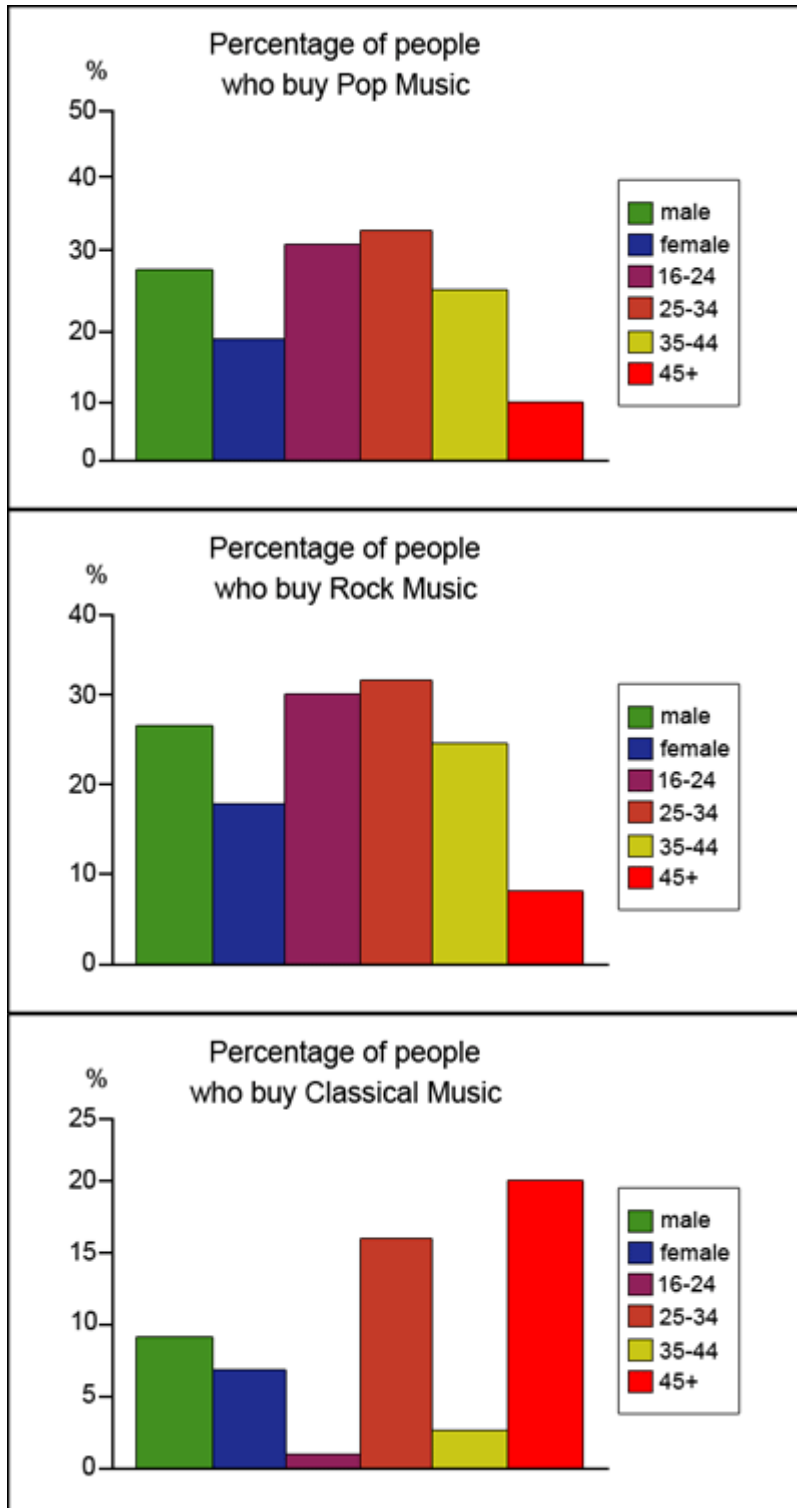 Percentage of people
who buy Pop Music
%
50
40
30
20
10
0
male
female
16-24
25-34
35-44
45+
Percentage of people
who buy Rock Music
%
40
30
20
10
0
male
female
16-24
25-34
35-44
45+
Percentage of people
who buy Classical Music
%
25
20
15
10
5
0
male
female
16-24
25-34
35-44
45+